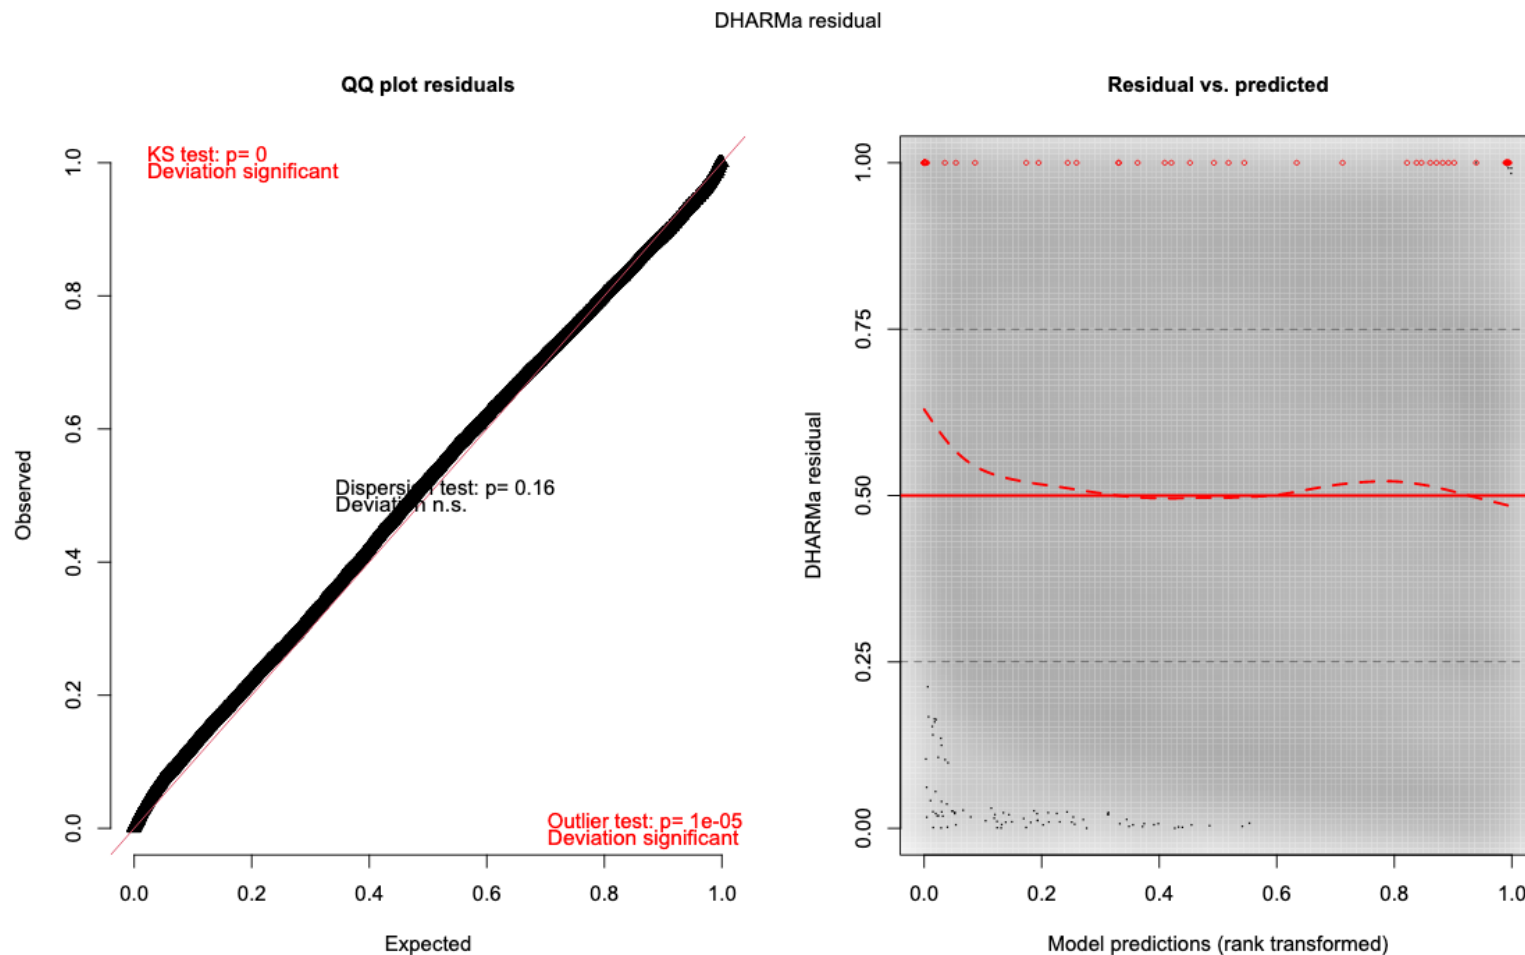 DHARMa residual
QQ plot residuals
KS test: p= 0
Deviation significant
Dispersion test: p= 0.16
Deviation n.s.
Outlier test: p= 1e-05
Deviation significant
Observed
0.0
0.2
0.4
0.6
0.8
1.0
0.0 0.2 0.4 0.6 0.8 1.0
Expected
Residual vs. predicted
DHARMa residual
0.00
0.25
0.50
0.75
1.00
0.0 0.2 0.4 0.6 0.8 1.0
Model predictions (rank transformed)